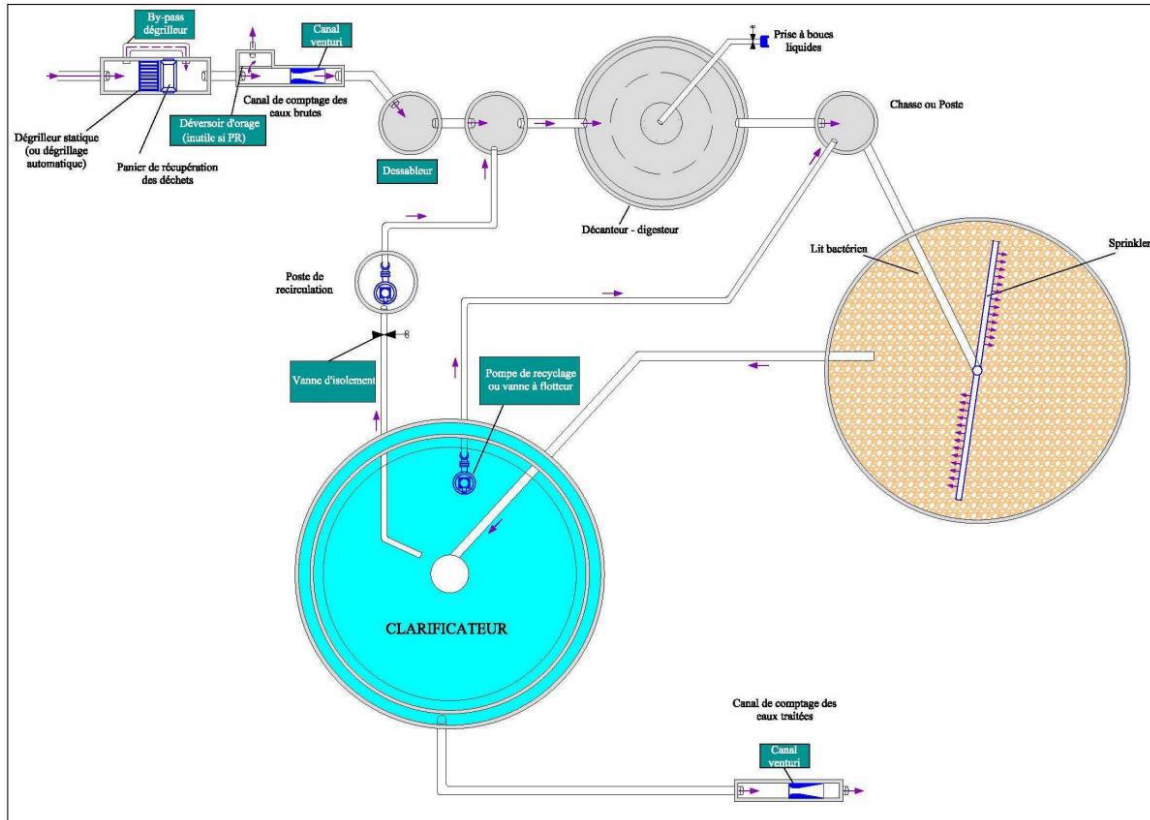 By-pass
dégrilleur
Canal
venturi
Prise à boues
liquides
Chasse ou Poste
Canal de comptage des
eaux brutes
Dégrilleur statique
(ou dégrillage
automatique)
Déversoir d'orage
(inutile si PR)
Panier de récupération
des déchets
Dessableur
Décanteur - digesteur
Lit bactérien
Sprinkler
Poste de
recirculation
Vanne d'isolement
Pompe de recyclage
ou vanne à flotteur
CLARIFICATEUR
Canal de comptage des
eaux traitées
Canal
venturi